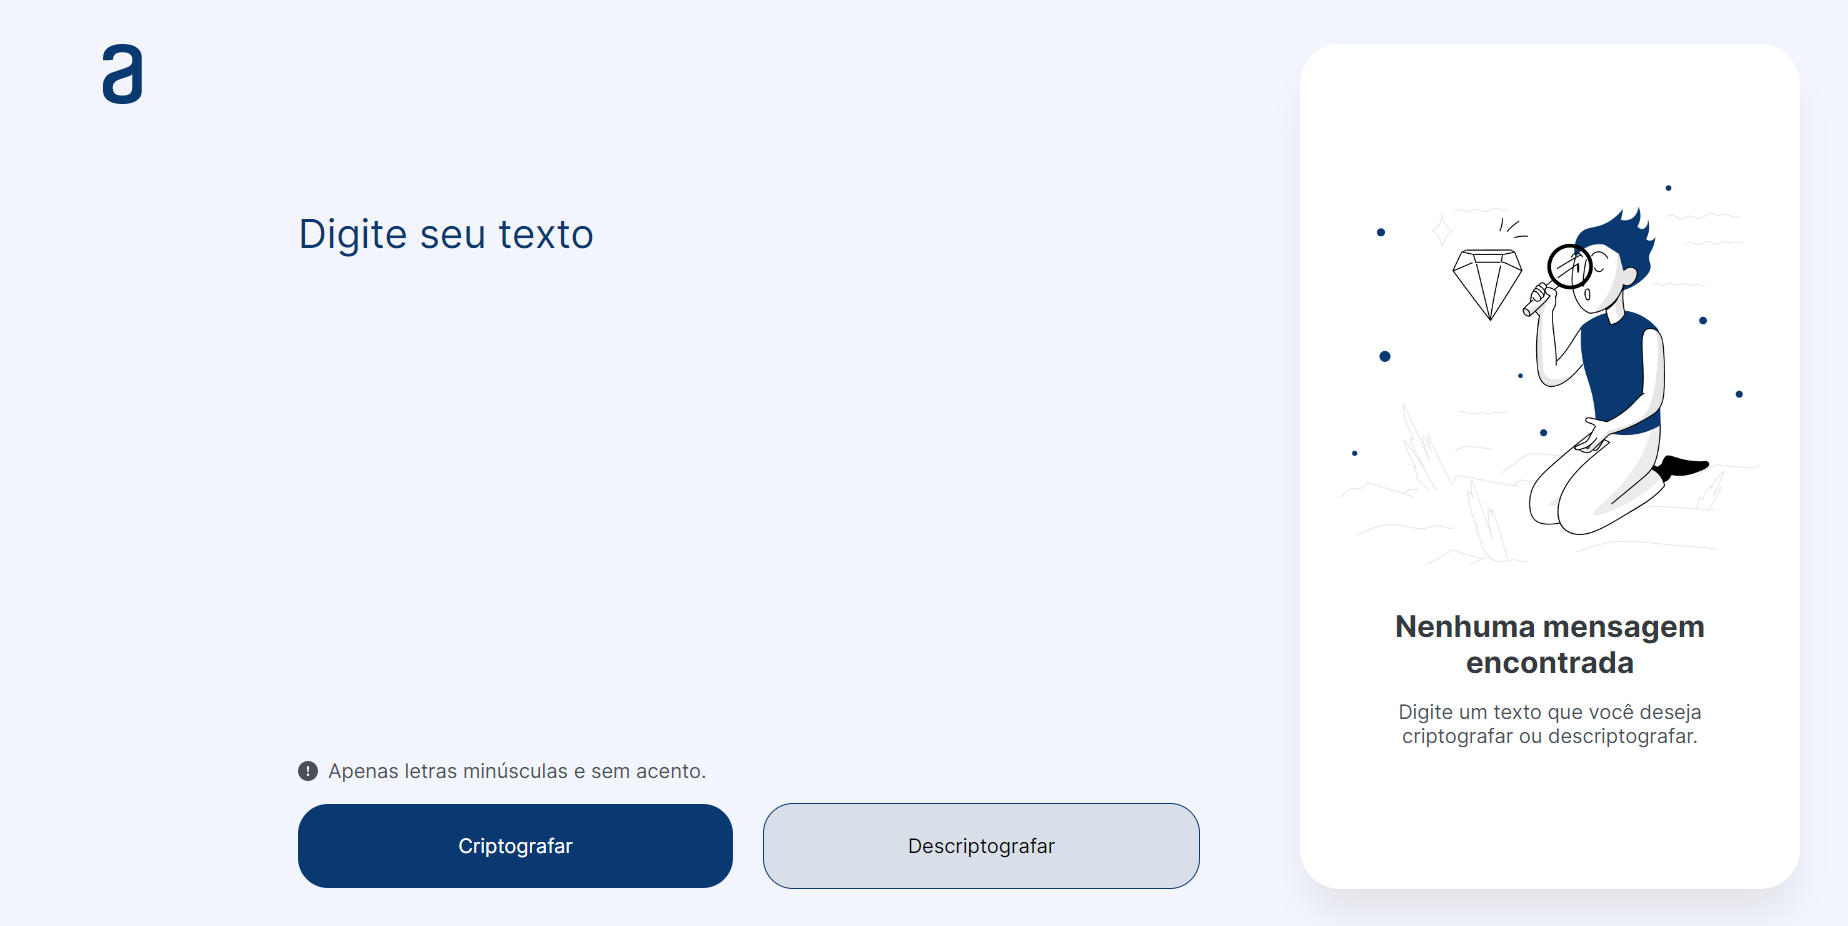 a
Digite seu texto
Apenas letras minúsculas e sem acento.
Criptografar
Descriptografar
Nenhuma mensagem
encontrada
Digite um texto que você deseja
criptografar ou descriptografar.